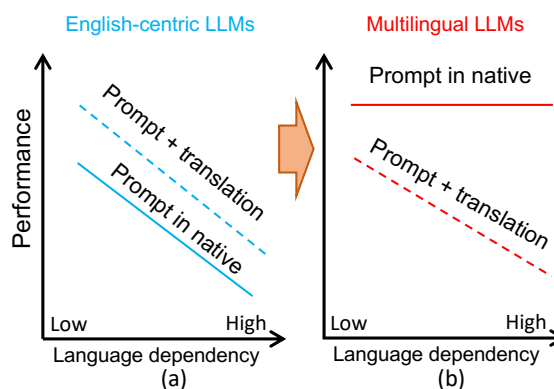 English-centric LLMs
Performance
Prompt + translation
Prompt in native
Low
High
Language dependency
(a)
Multilingual LLMs
Prompt in native
Prompt + translation
Low
High
Language dependency
(b)